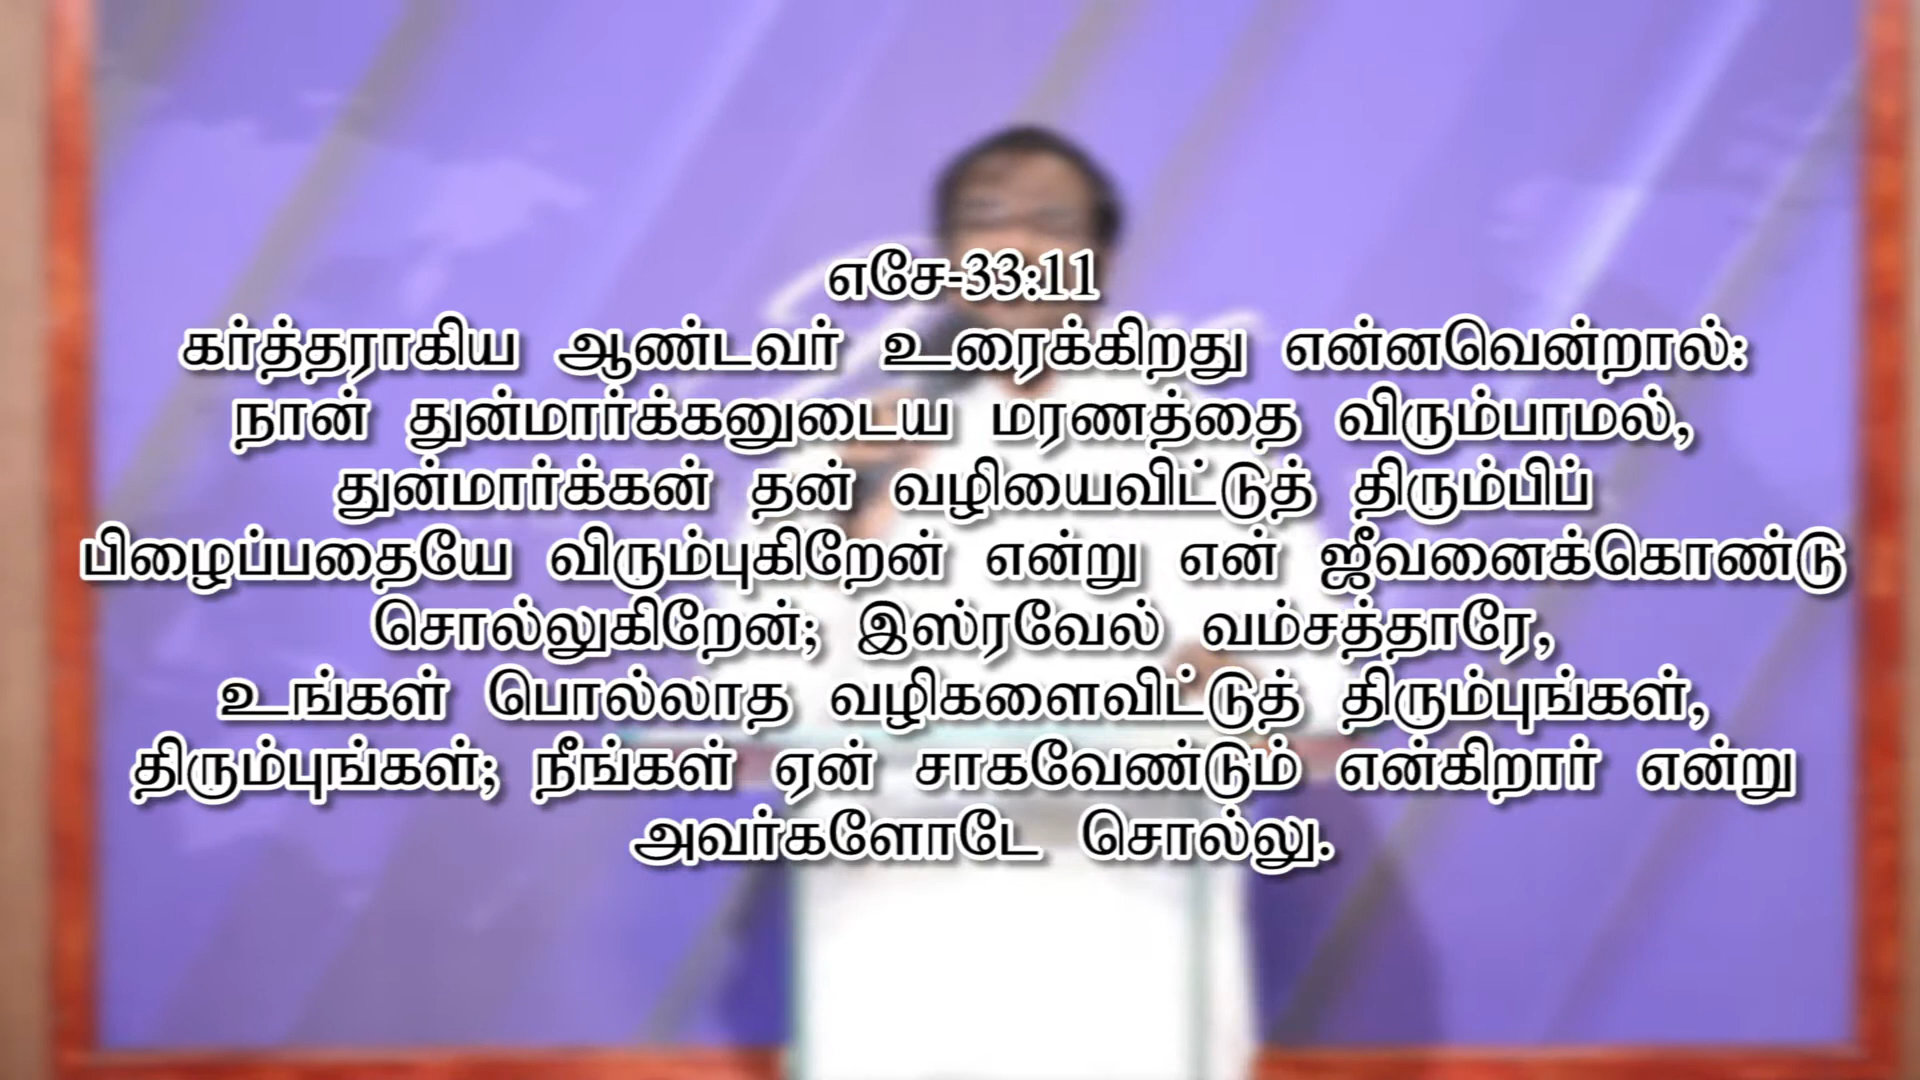 எசே-33:11
கர்த்தராகிய ஆண்டவர் உரைக்கிறது என்னவென்றால்:
நான் துன்மார்க்கனுடைய மரணத்தை விரும்பாமல்,
துன்மார்க்கன் தன் வழியைவிட்டுத் திரும்பிப்
பிழைப்பதையே விரும்புகிறேன் என்று என் ஜீவனைக்கொண்டு
சொல்லுகிறேன்; இஸ்ரவேல் வம்சத்தாரே,
உங்கள் பொல்லாத வழிகளைவிட்டுத் திரும்புங்கள்,
திரும்புங்கள்; நீங்கள் ஏன் சாகவேண்டும் என்கிறார் என்று
அவர்களோடே சொல்லு.